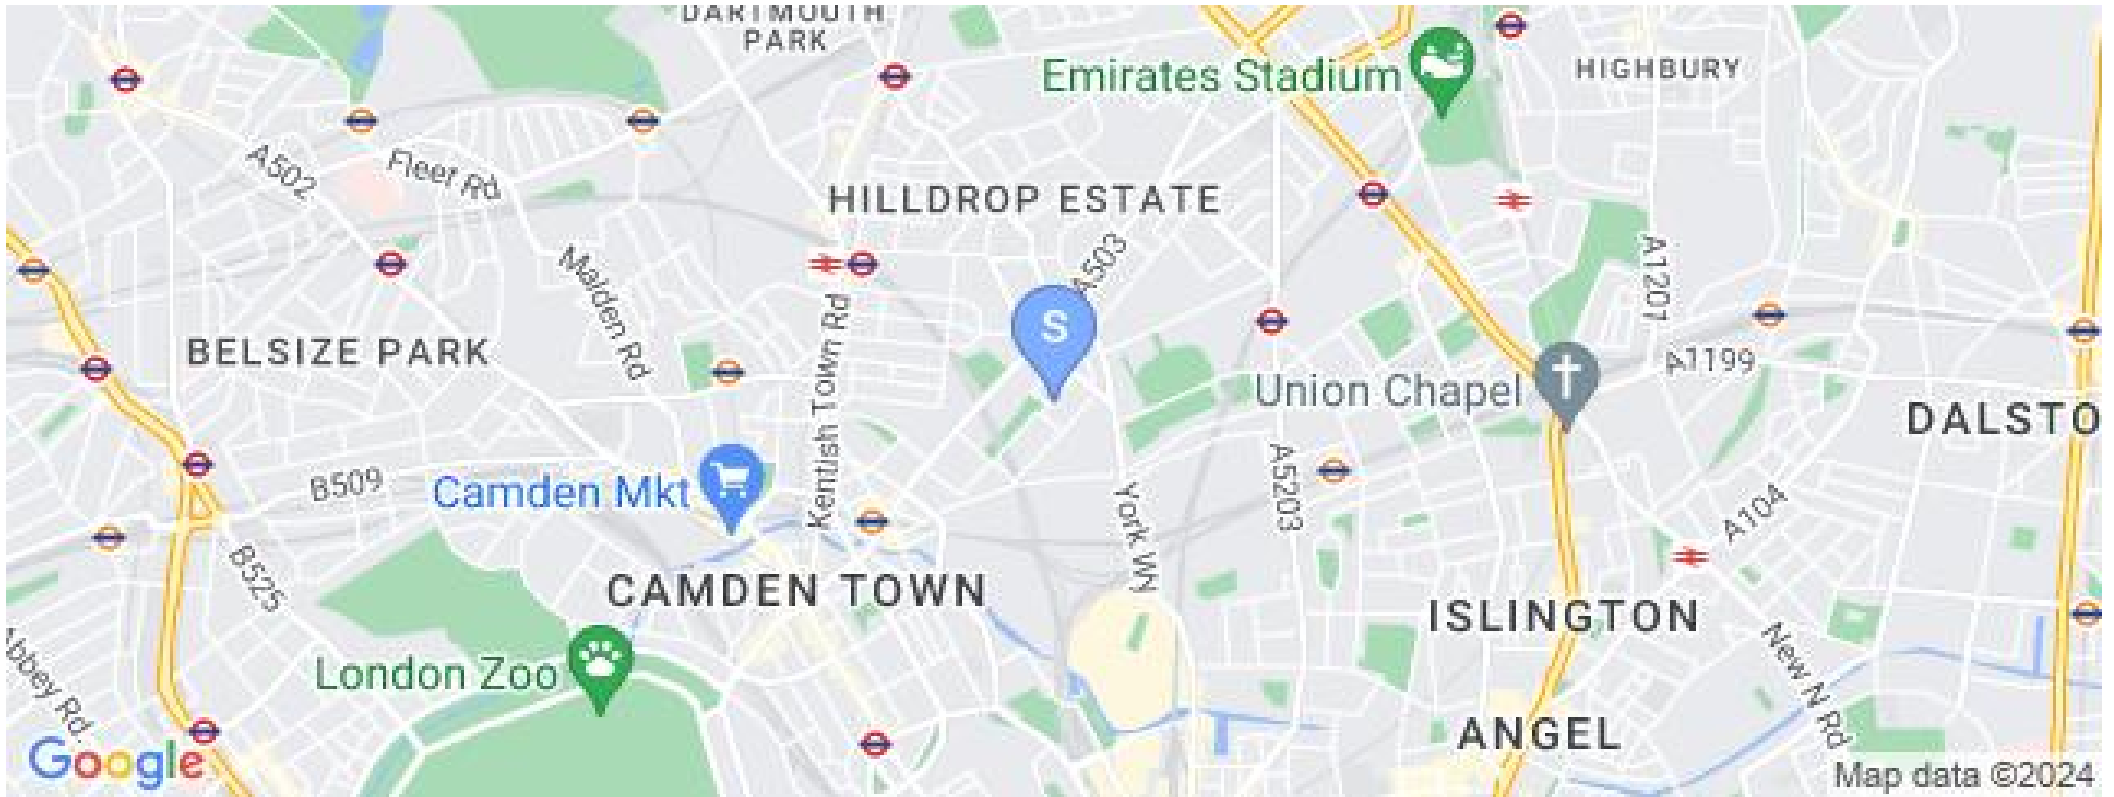 DARTMOUTH
PARK
Emirates Stadium
HIGHBURY
A502
Fleet Rd
HILLDROP ESTATE
A503
Malden Rd
A1201
S
BELSIZE PARK
Kentish Town Rd
Union Chapel
A1199
DALSTO
B509
Camden Mkt
A5203
York Wy
A104
B525
CAMDEN TOWN
ISLINGTON
London Zoo
Abbey Rd.
New N Rd
ANGEL
Google
Map data ©2024